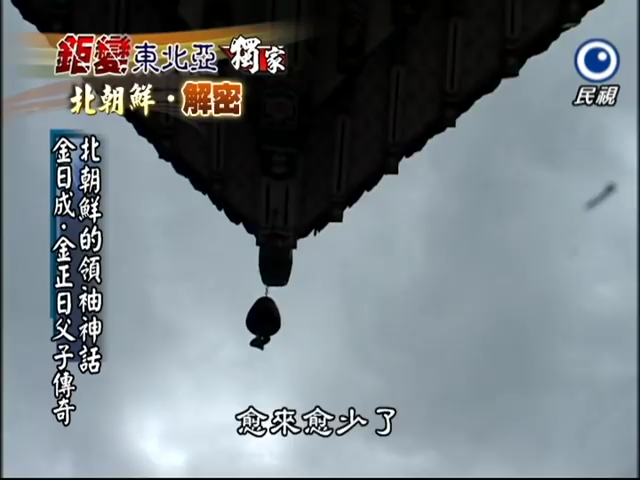 鉅變東北亞 獨家
北朝鮮·解密
民視
北朝鮮的領袖神話
金日成·金正日父子傳奇
愈來愈少了